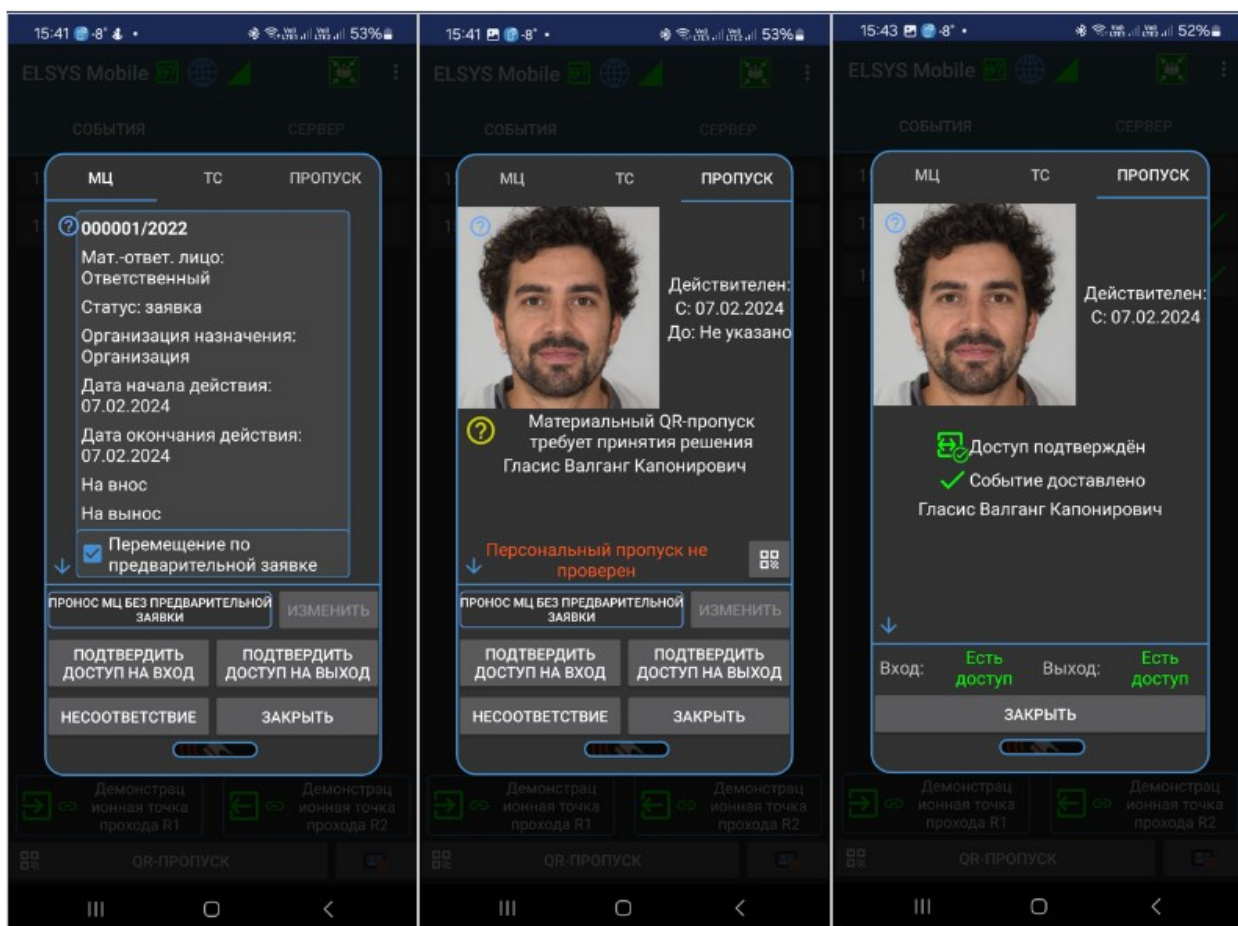 15:41 -8° • 53%
ELSYS Mobile
СОБЫТИЯ СЕРВЕР
МЦ ТС ПРОПУСК
000001/2022
Мат.-ответ. лицо:
Ответственный
Статус: заявка
Организация назначения:
Организация
Дата начала действия:
07.02.2024
Дата окончания действия:
07.02.2024
На внос
На вынос
Перемещение по
предварительной заявке
ПРОНОС МЦ БЕЗ ПРЕДВАРИТЕЛЬНОЙ
ЗАЯВКИ
ИЗМЕНИТЬ
ПОДТВЕРДИТЬ
ДОСТУП НА ВХОД
ПОДТВЕРДИТЬ
ДОСТУП НА ВЫХОД
НЕСООТВЕТСТВИЕ ЗАКРЫТЬ
Демонстрац
ионная точка
прохода R1
Демонстрац
ионная точка
прохода R2
QR-ПРОПУСК
15:41 -8° • 53%
ELSYS Mobile
СОБЫТИЯ СЕРВЕР
МЦ ТС ПРОПУСК
Действителен:
С: 07.02.2024
До: Не указано
Материальный QR-пропуск
требует принятия решения
Гласис Валганг Капонирович
Персональный пропуск не
проверен
ПРОНОС МЦ БЕЗ ПРЕДВАРИТЕЛЬНОЙ
ЗАЯВКИ
ИЗМЕНИТЬ
ПОДТВЕРДИТЬ
ДОСТУП НА ВХОД
ПОДТВЕРДИТЬ
ДОСТУП НА ВЫХОД
НЕСООТВЕТСТВИЕ ЗАКРЫТЬ
Демонстрац
ионная точка
прохода R1
Демонстрац
ионная точка
прохода R2
QR-ПРОПУСК
15:43 -8° • 52%
ELSYS Mobile
СОБЫТИЯ СЕРВЕР
МЦ ТС ПРОПУСК
Действителен:
С: 07.02.2024
Доступ подтверждён
Событие доставлено
Гласис Валганг Капонирович
Вход: Есть
доступ
Выход: Есть
доступ
ЗАКРЫТЬ
Демонстрац
ионная точка
прохода R1
Демонстрац
ионная точка
прохода R2
QR-ПРОПУСК